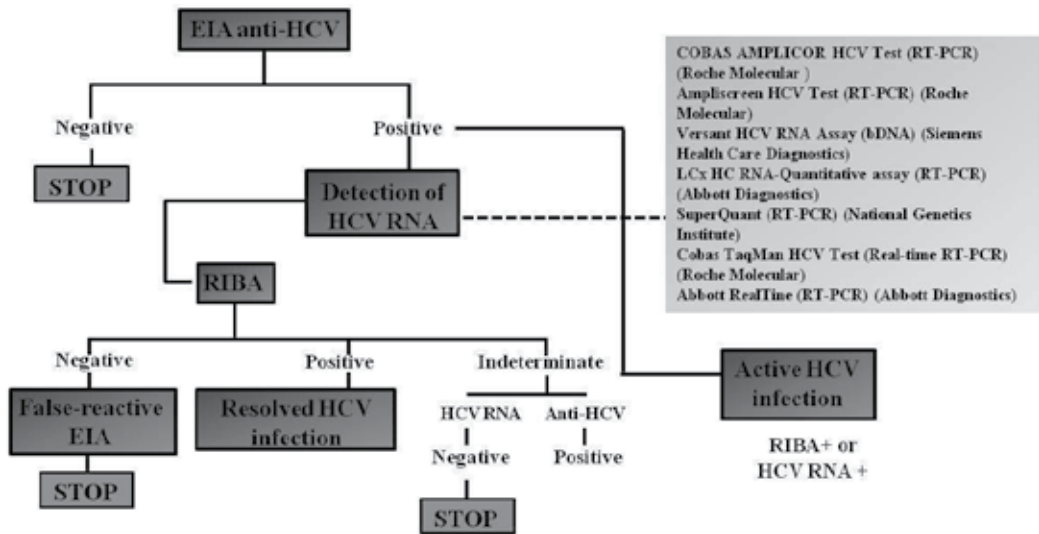 EIA anti-HCV
COBAS AMPLICOR HCV Test (RT-PCR)
(Roche Molecular )
Ampliscreen HCV Test (RT-PCR) (Roche
Molecular)
Versant HCV RNA Assay (bDNA) (Siemens
Health Care Diagnostics)
LCx HC RNA-Quantitative assay (RT-PCR)
(Abbott Diagnostics)
SuperQuant (RT-PCR) (National Genetics
Institute)
Cobas TaqMan HCV Test (Real-time RT-PCR)
(Roche Molecular)
Abbott RealTine (RT-PCR) (Abbott Diagnostics)
Negative
Positive
STOP
Detection of
HCV RNA
RIBA
Negative
Positive
Indeterminate
False-reactive
EIA
STOP
Resolved HCV
infection
HCV RNA
Anti-HCV
Negative
Positive
STOP
Active HCV
infection
RIBA+ or
HCV RNA +